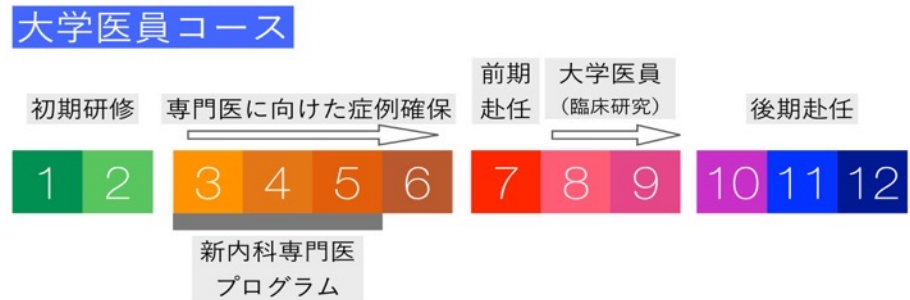 大学医員コース
初期研修
専門医に向けた症例確保
前期
赴任
大学医員
(臨床研究)
後期赴任
1 2 3 4 5 6 7 8 9 10 11 12
新内科専門医
プログラム